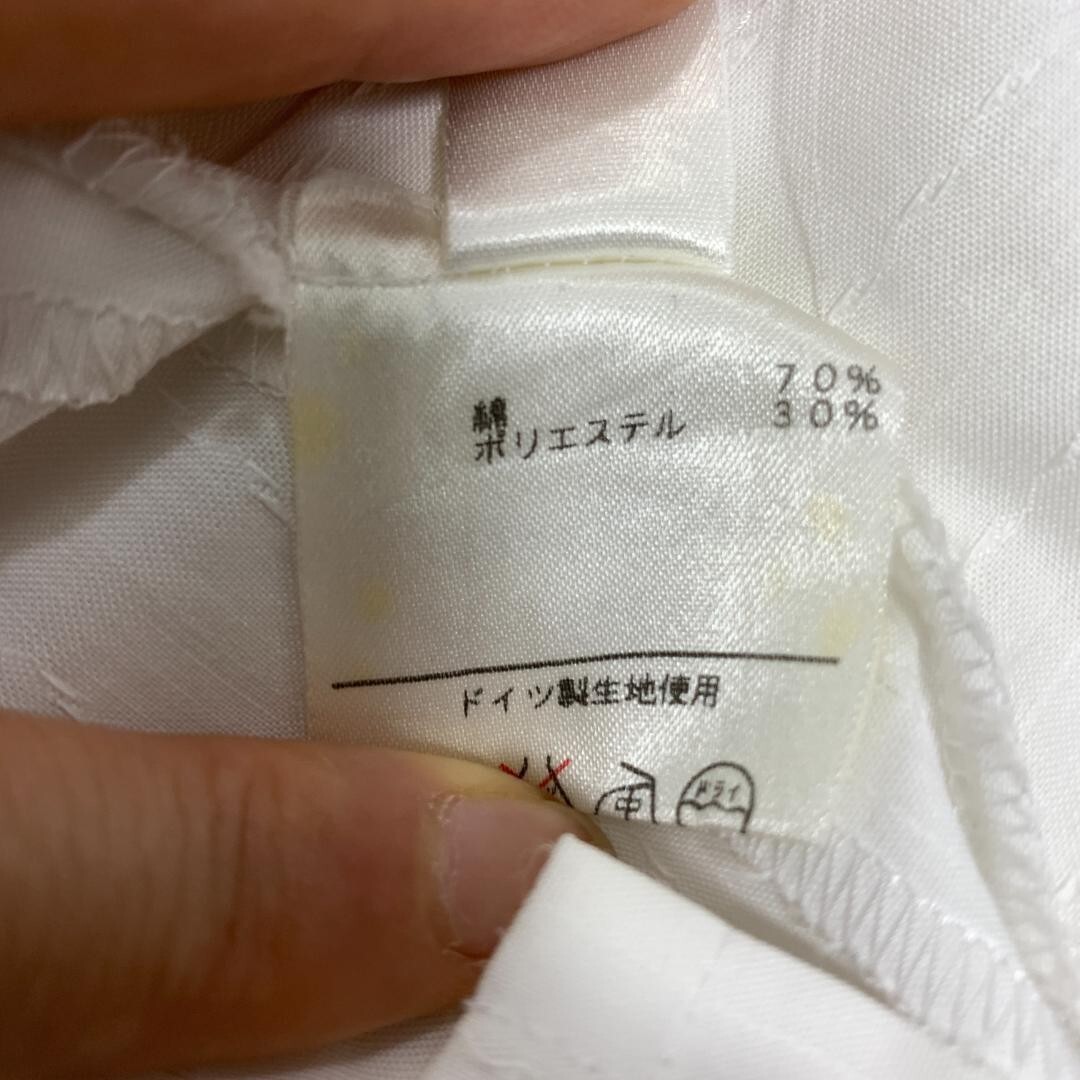 綿 70%
ポリエステル 30%
ドイツ製生地使用
中 ドライ